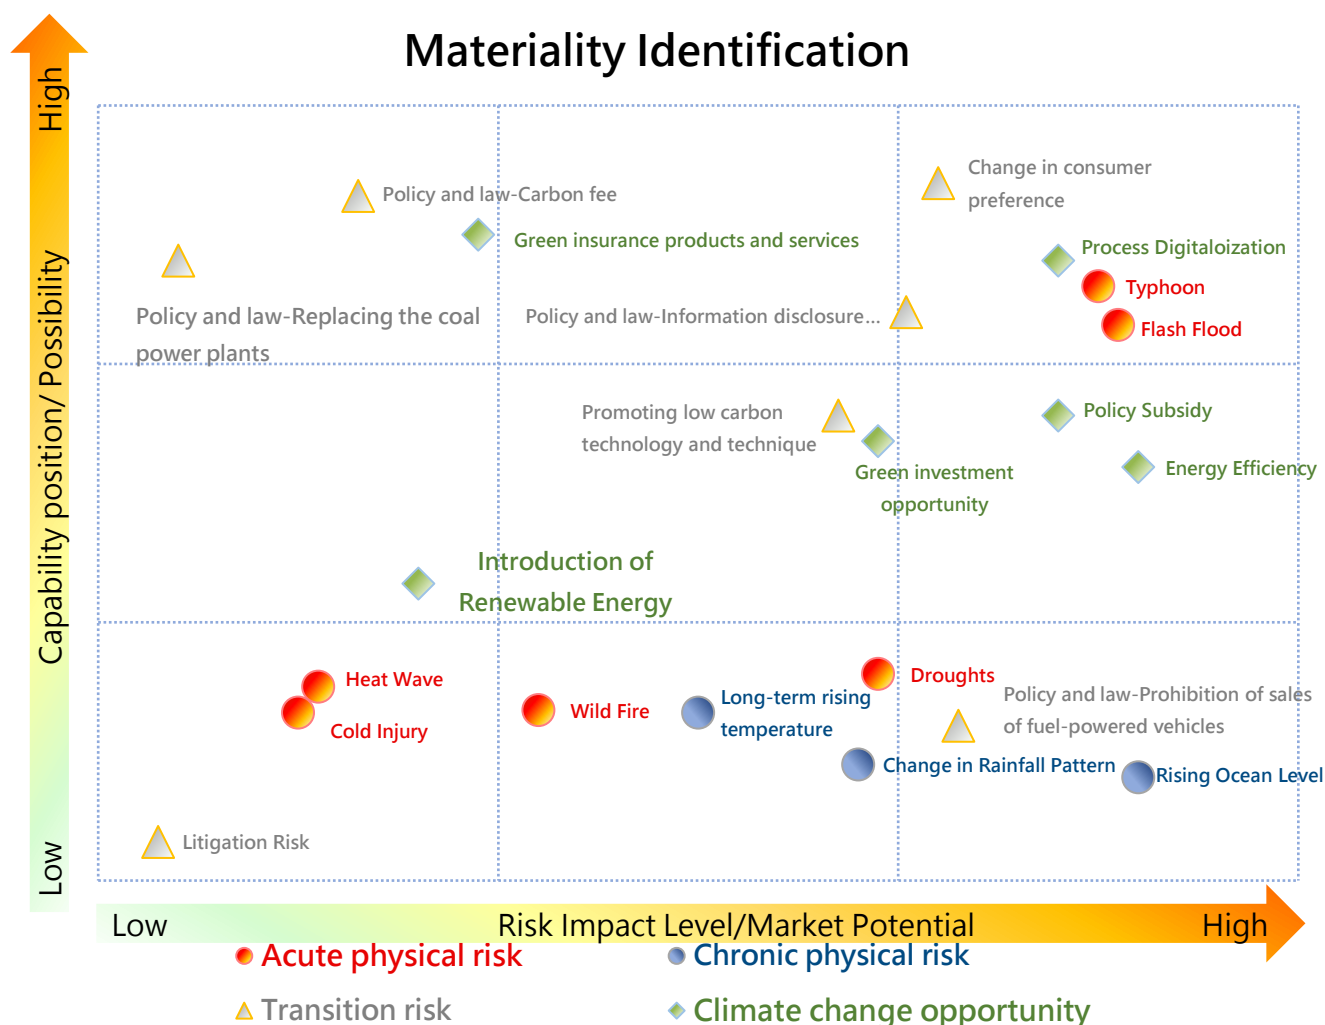 Materiality Identification
High
Capability position/ Possibility
Low
Policy and law-Carbon fee
Change in consumer
preference
Green insurance products and services
Process Digitaloization
Typhoon
Policy and law-Replacing the coal
power plants
Policy and law-Information disclosure...
Flash Flood
Promoting low carbon
technology and technique
Policy Subsidy
Green investment
opportunity
Energy Efficiency
Introduction of
Renewable Energy
Heat Wave
Cold Injury
Wild Fire
Long-term rising
temperature
Droughts
Policy and law-Prohibition of sales
of fuel-powered vehicles
Change in Rainfall Pattern
Rising Ocean Level
Litigation Risk
Low
Risk Impact Level/Market Potential
High
Acute physical risk
Chronic physical risk
Transition risk
Climate change opportunity